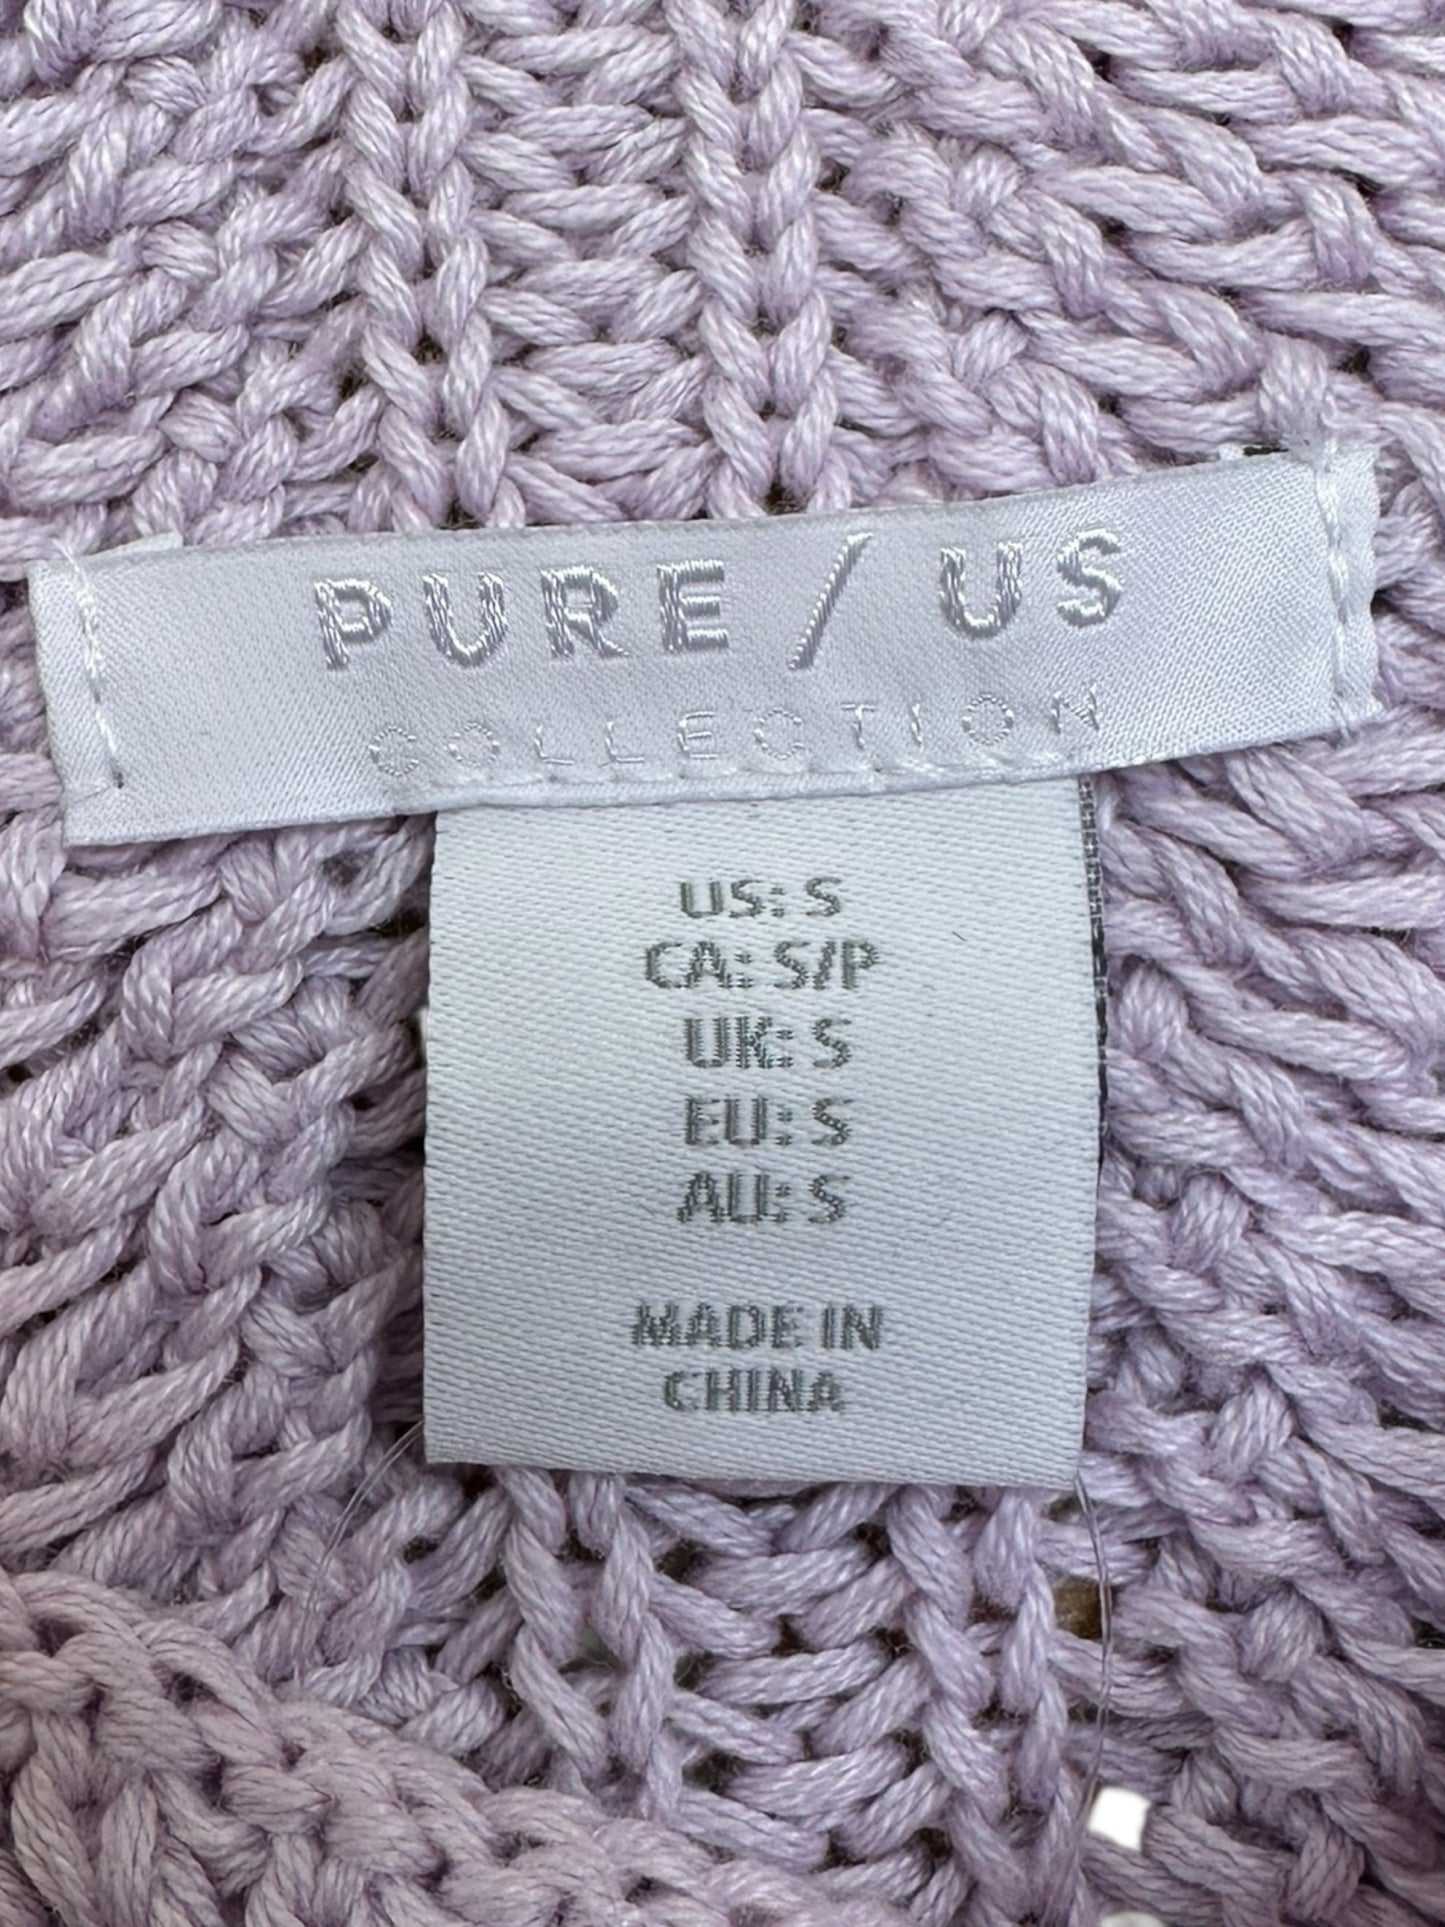 PURE / US
COLLECTION
US: S
CA: S/P
UK: S
EU: S
AU: S
MADE IN
CHINA